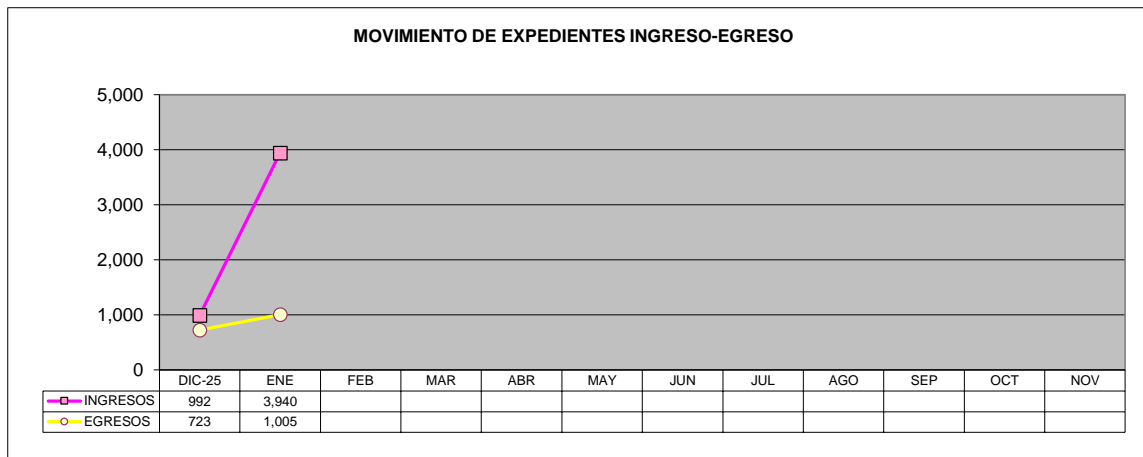 MOVIMIENTO DE EXPEDIENTES INGRESO-EGRESO
5,000
4,000
3,000
2,000
1,000
0
DIC-25 ENE FEB MAR ABR MAY JUN JUL AGO SEP OCT NOV
INGRESOS 992 3,940
EGRESOS 723 1,005